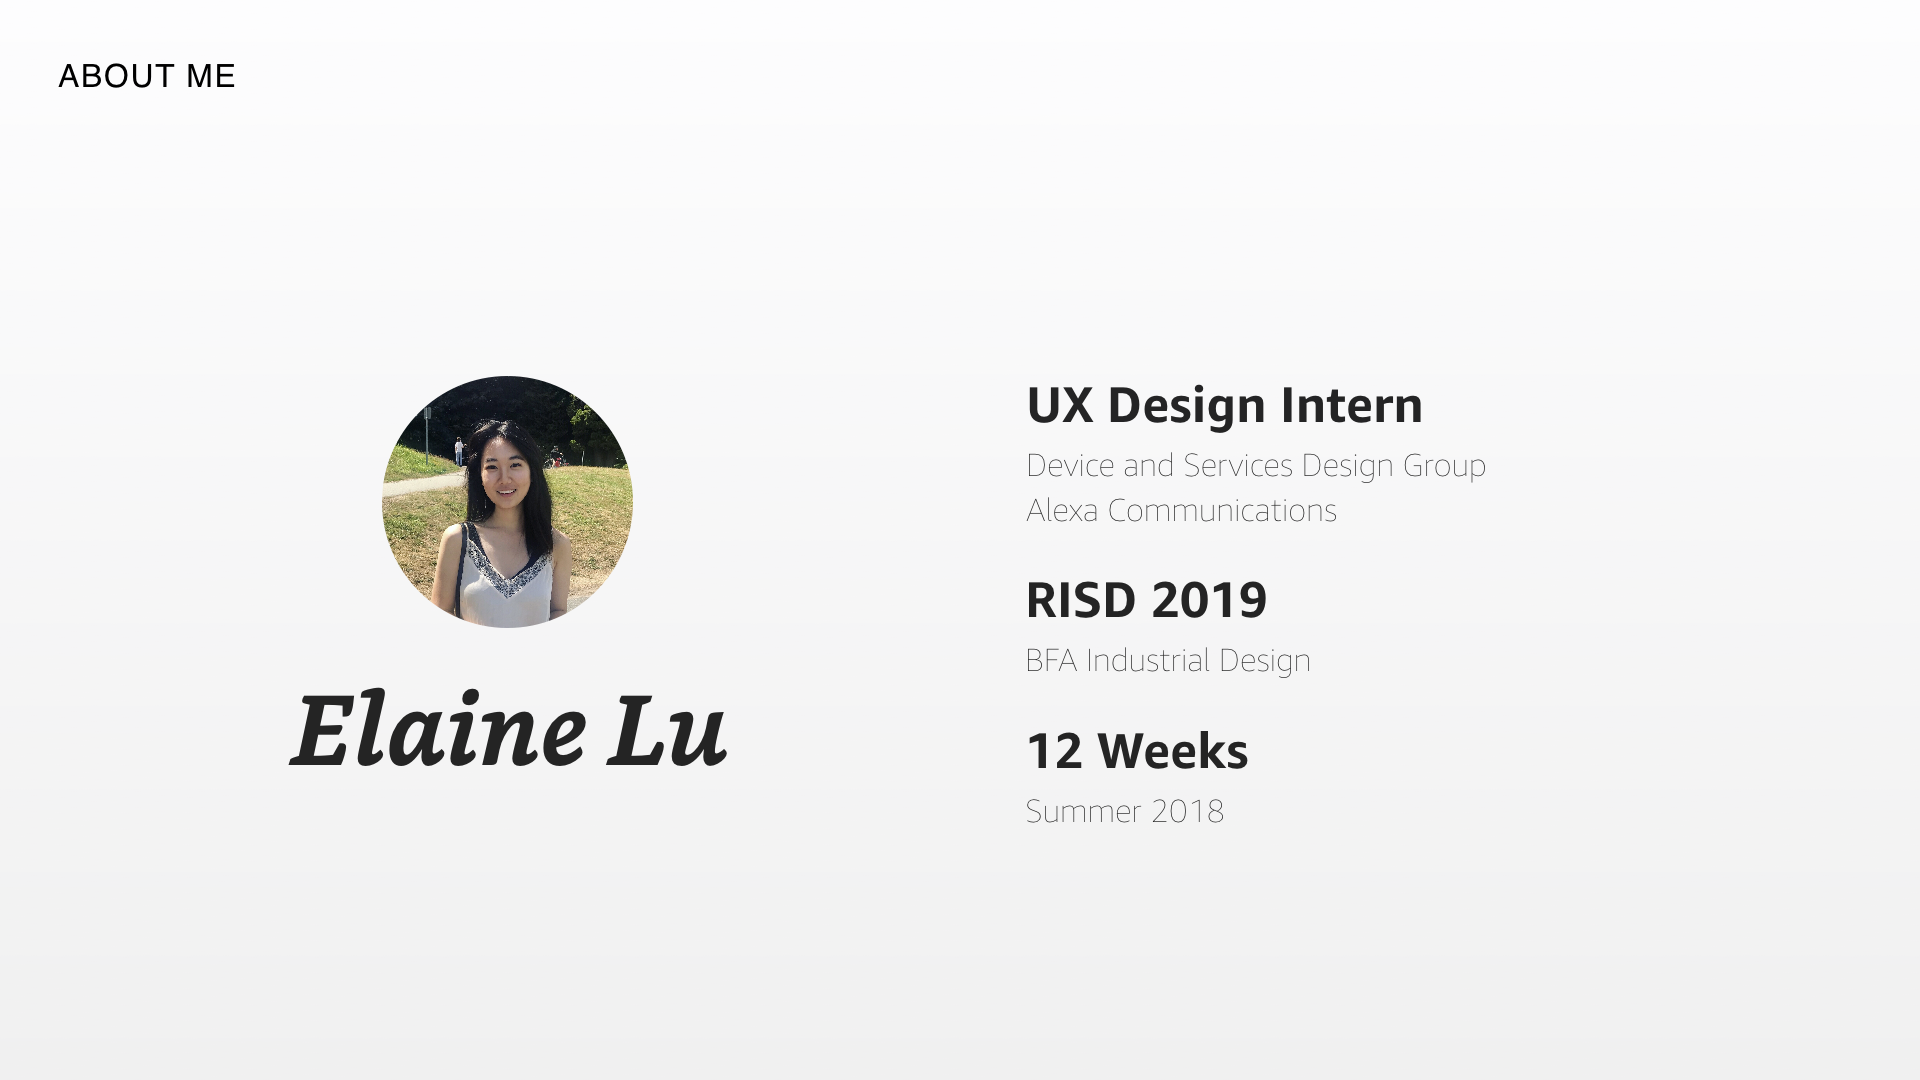 ABOUT ME
Elaine Lu
UX Design Intern
Device and Services Design Group
Alexa Communications
RISD 2019
BFA Industrial Design
12 Weeks
Summer 2018